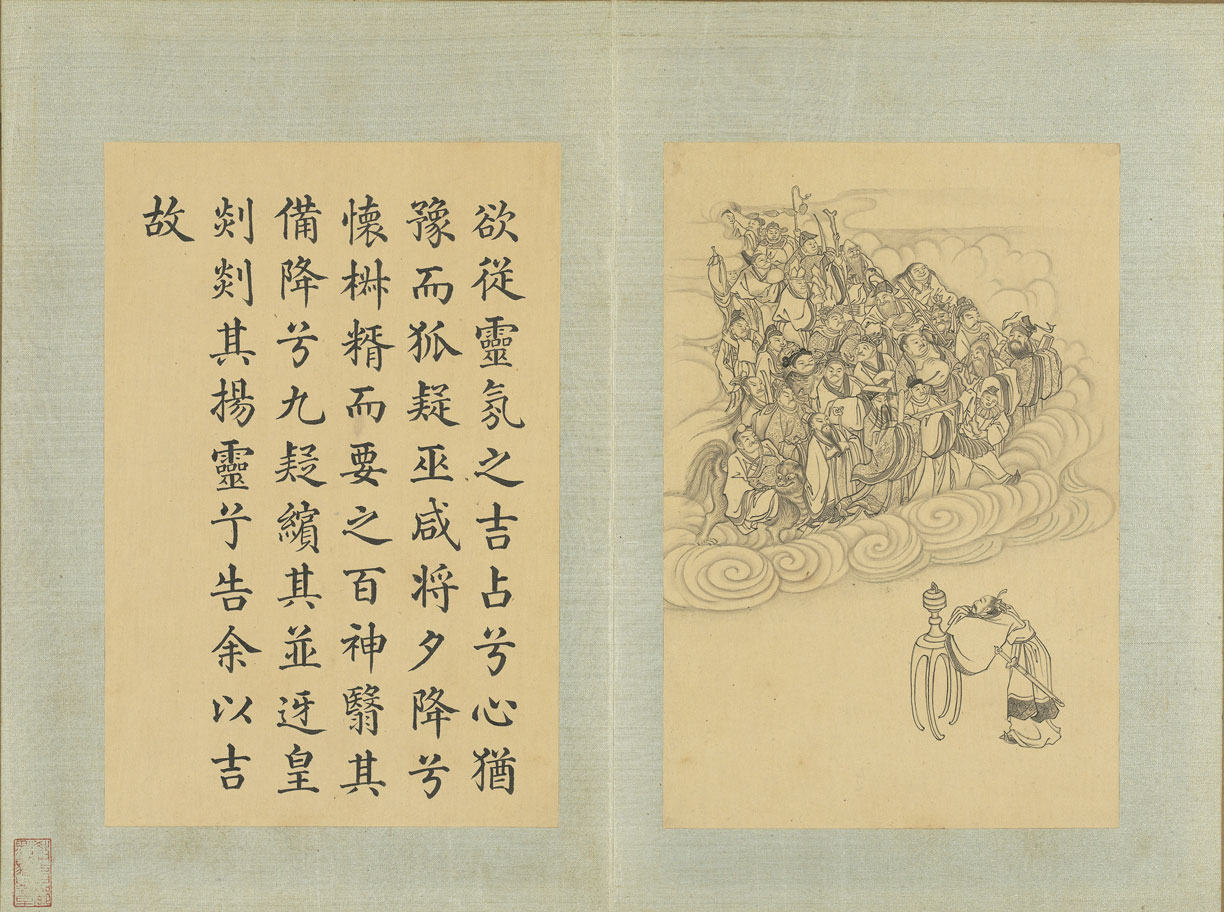 欲從靈氛之吉占兮心猶
豫而狐疑巫咸将夕降兮
懷椒糈而要之百神翳其
備降兮九疑繽其並迓皇
剡剡其揚靈兮告余以吉
故